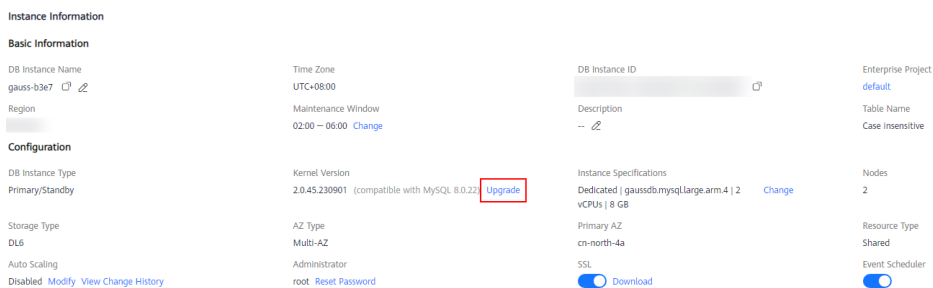 Instance Information
Basic Information
DB Instance Name Time Zone DB Instance ID Enterprise Project
gauss-b3e7 UTC+08:00 default
Region Maintenance Window Description Table Name
02:00 — 06:00 Change -- Case insensitive
Configuration
DB Instance Type Kernel Version Instance Specifications Nodes
Primary/Standby 2.0.45.230901 (compatible with MySQL 8.0.22) Upgrade Dedicated | gaussdb.mysql.large.arm.4 | 2 Change 2
vCPUs | 8 GB
Storage Type AZ Type Primary AZ Resource Type
DL6 Multi-AZ cn-north-4a Shared
Auto Scaling Administrator SSL Event Scheduler
Disabled Modify View Change History root Reset Password Download